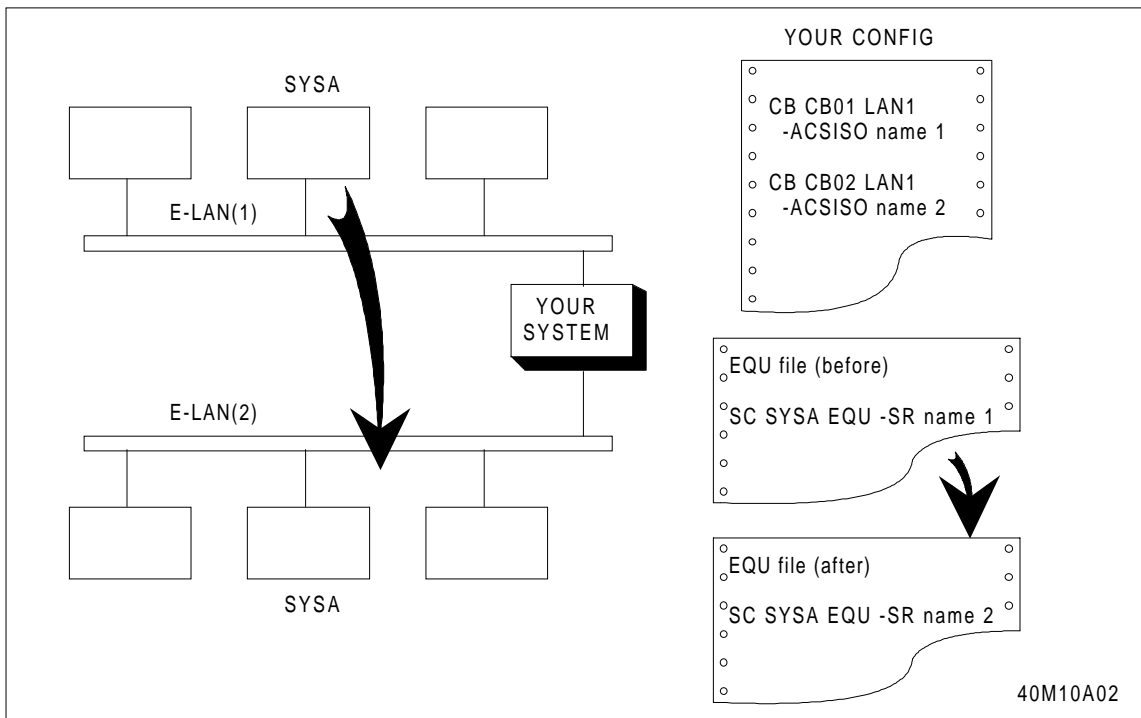 SYSA
E-LAN(1)
YOUR
SYSTEM
E-LAN(2)
SYSA
YOUR CONFIG
CB CB01 LAN1
-ACSISO name 1
CB CB02 LAN1
-ACSISO name 2
EQU file (before)
SC SYSA EQU -SR name 1
EQU file (after)
SC SYSA EQU -SR name 2
40M10A02